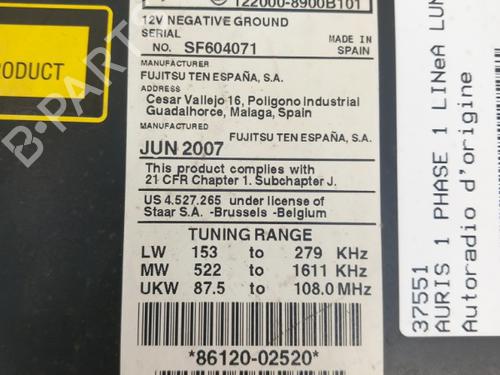 122000-8900B101
12V NEGATIVE GROUND
SERIAL
NO. SF604071
MADE IN
SPAIN
MANUFACTURER
FUJITSU TEN ESPAÑA, S.A.
ADDRESS
Cesar Vallejo 16, Poligono Industrial
Guadalhorce, Malaga, Spain
MANUFACTURED
FUJITSU TEN ESPAÑA, S.A.
JUN 2007
This product complies with
21 CFR Chapter 1. Subchapter J.
US 4.527.265 under license of
Staar S.A. -Brussels -Belgium
TUNING RANGE
LW 153 to 279 KHz
MW 522 to 1611 KHz
UKW 87.5 to 108.0 MHz
*86120-02520*
PRODUCT
B-PARTS
37551
AURIS 1 PHASE 1 LINeA LUN
Autoradio d'origine